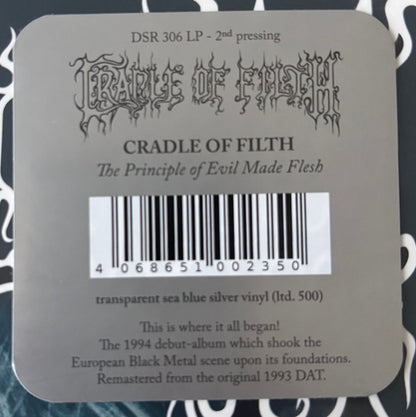 DSR 306 LP - 2nd pressing
CRADLE OF FILTH
CRADLE OF FILTH
The Principle of Evil Made Flesh
4 068651 002350
transparent sea blue silver vinyl (ltd. 500)
This is where it all began!
The 1994 debut-album which shook the
European Black Metal scene upon its foundations.
Remastered from the original 1993 DAT.